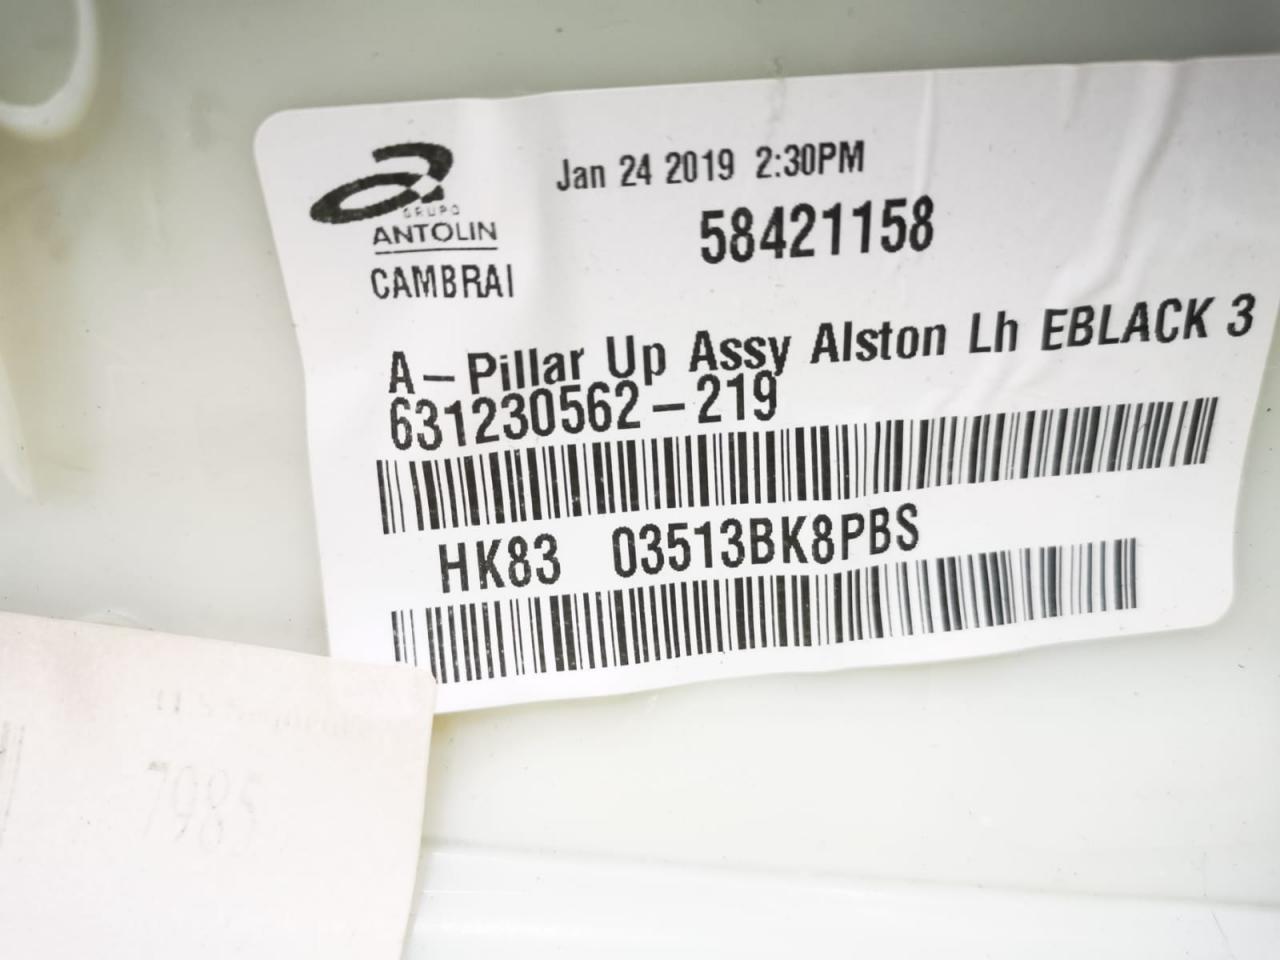 Jan 24 2019 2:30PM
GRUPO
ANTOLIN
58421158
CAMBRAI
A-Pillar Up Assy Alston Lh EBLACK 3
631230562-219
HK83 03513BK8PBS
7985